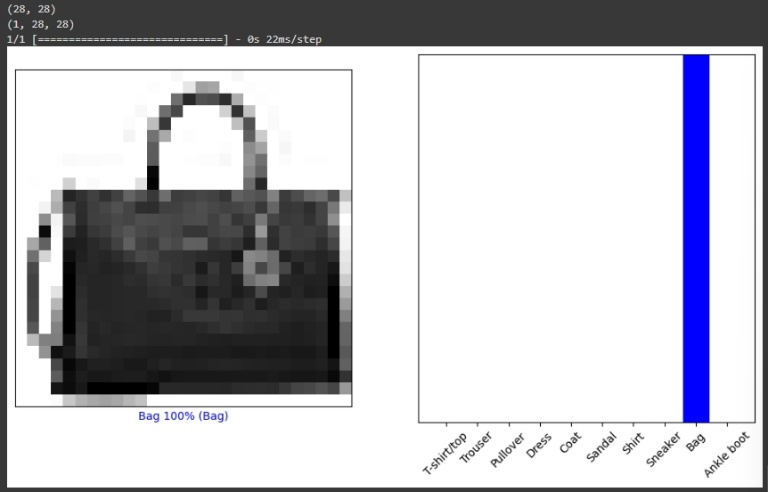 (28, 28)
(1, 28, 28)
1/1 [==============================] - 0s 22ms/step
Bag 100% (Bag)
T-shirt/top
Trouser
Pullover
Dress
Coat
Sandal
Shirt
Sneaker
Bag
Ankle boot